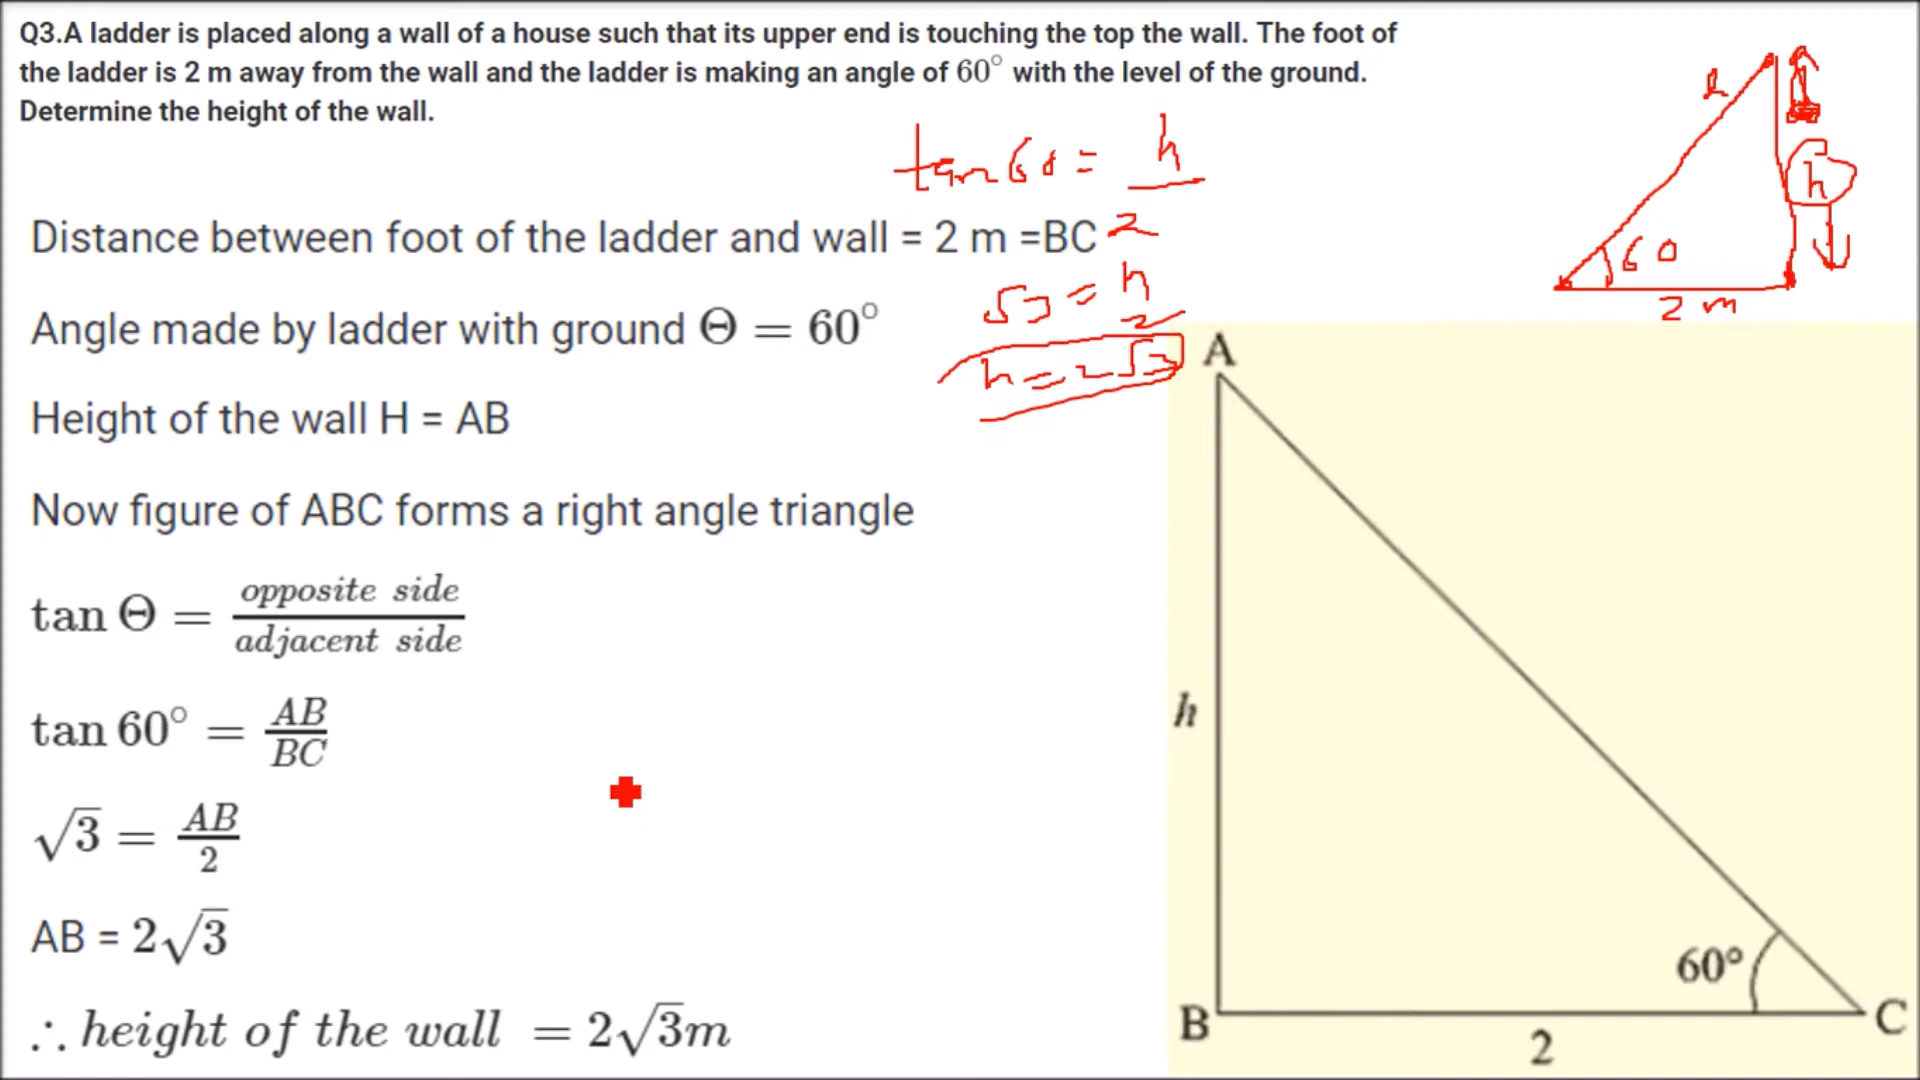 Q3.A ladder is placed along a wall of a house such that its upper end is touching the top the wall. The foot of
the ladder is 2 m away from the wall and the ladder is making an angle of 60° with the level of the ground.
Determine the height of the wall.
tan 60 = h
2
Distance between foot of the ladder and wall = 2 m =BC
√3 = h/2
Angle made by ladder with ground Θ = 60°
h = 2√3
Height of the wall H = AB
Now figure of ABC forms a right angle triangle
tan Θ = opposite side / adjacent side
tan 60° = AB / BC
√3 = AB / 2
AB = 2√3
∴ height of the wall = 2√3m
h
60
2 m
A
h
60°
B
C
2